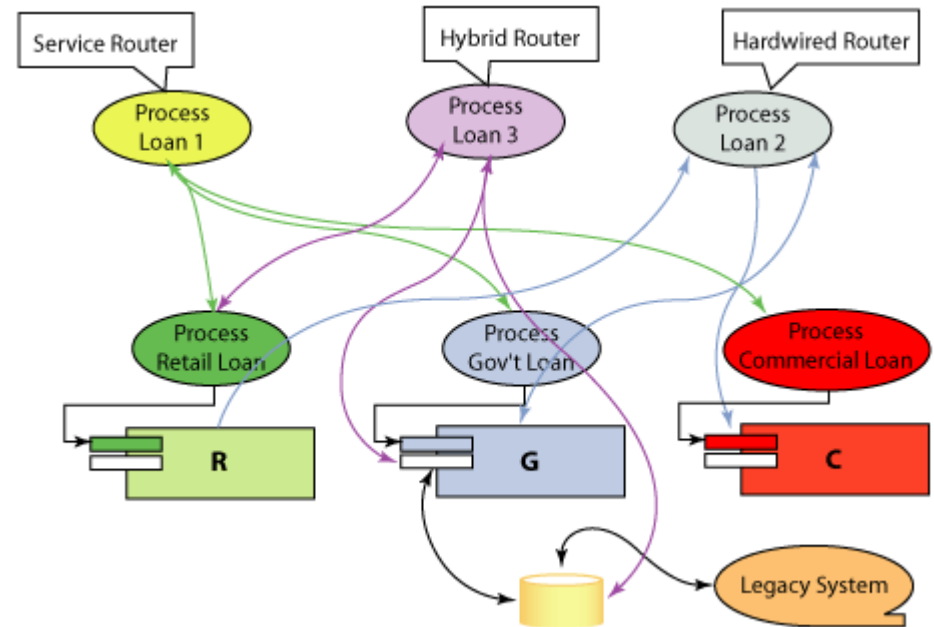 Service Router
Hybrid Router
Hardwired Router
Process
Loan 1
Process
Loan 3
Process
Loan 2
Process
Retail Loan
Process
Gov't Loan
Process
Commercial Loan
R
G
C
Legacy System